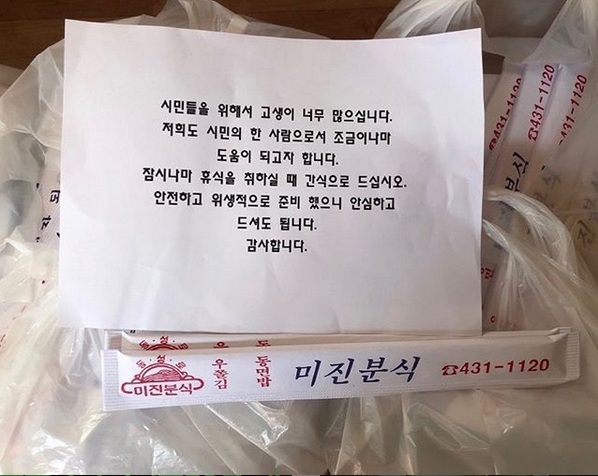 시민들을 위해서 고생이 너무 많으십니다.
저희도 시민의 한 사람으로서 조금이나마
도움이 되고자 합니다.
잠시나마 휴식을 취하실 때 간식으로 드십시오.
안전하고 위생적으로 준비 했으니 안심하고
드셔도 됩니다.
감사합니다.
☎431-1120
☎431-1120
동성로
미진분식
우동
쫄면
김밥
미진분식 ☎431-1120